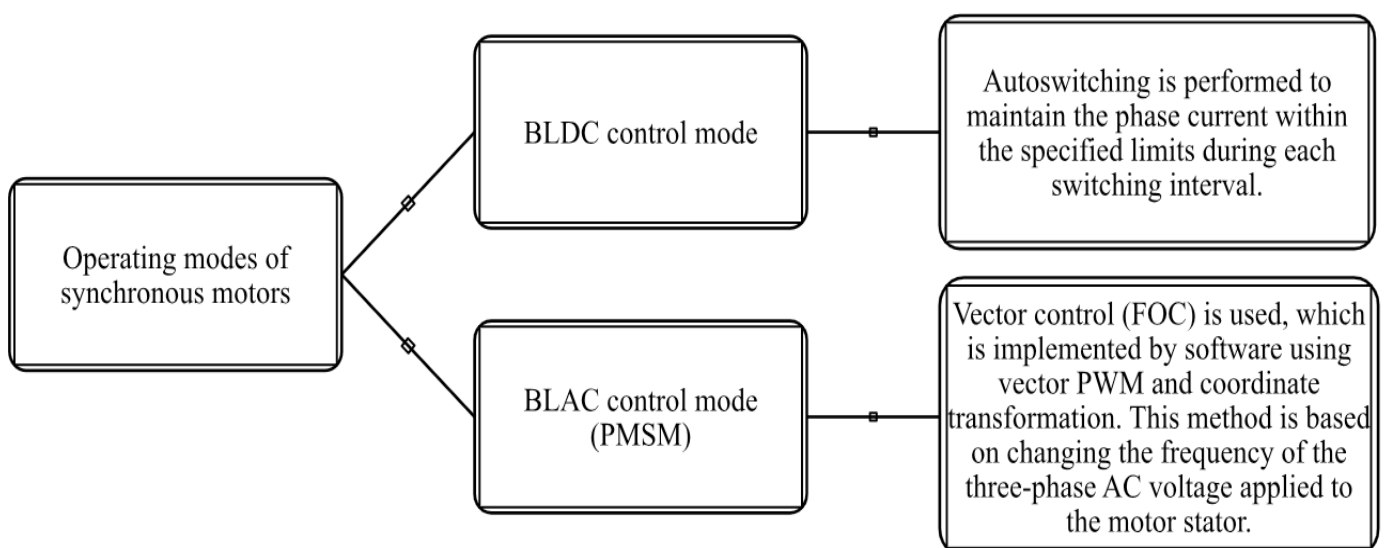 Operating modes of
synchronous motors
BLDC control mode
Autoswitching is performed to
maintain the phase current within
the specified limits during each
switching interval.
BLAC control mode
(PMSM)
Vector control (FOC) is used, which
is implemented by software using
vector PWM and coordinate
transformation. This method is based
on changing the frequency of the
three-phase AC voltage applied to
the motor stator.